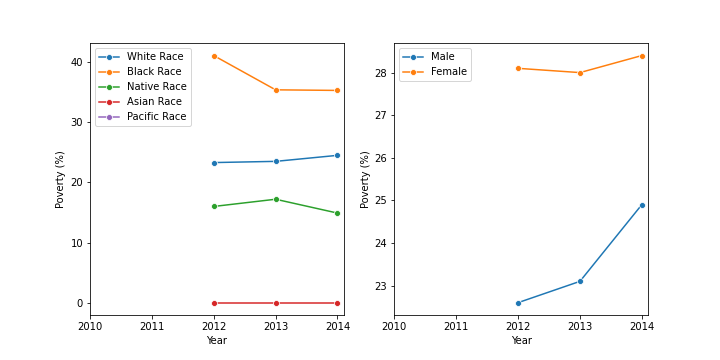 White Race
Black Race
Native Race
Asian Race
Pacific Race
40
30
20
10
0
Poverty (%)
2010 2011 2012 2013 2014
Year
Male
Female
28
27
26
25
24
23
Poverty (%)
2010 2011 2012 2013 2014
Year